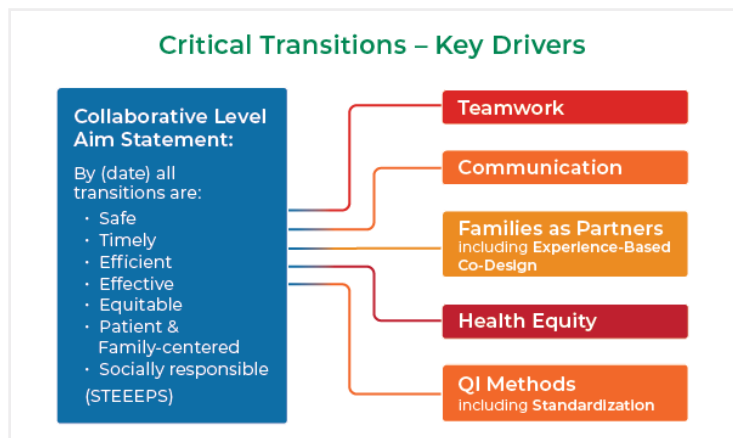 Critical Transitions – Key Drivers
Collaborative Level
Aim Statement:
By (date) all
transitions are:
· Safe
· Timely
· Efficient
· Effective
· Equitable
· Patient &
Family-centered
· Socially responsible
(STEEEPS)
Teamwork
Communication
Families as Partners
including Experience-Based
Co-Design
Health Equity
QI Methods
including Standardization